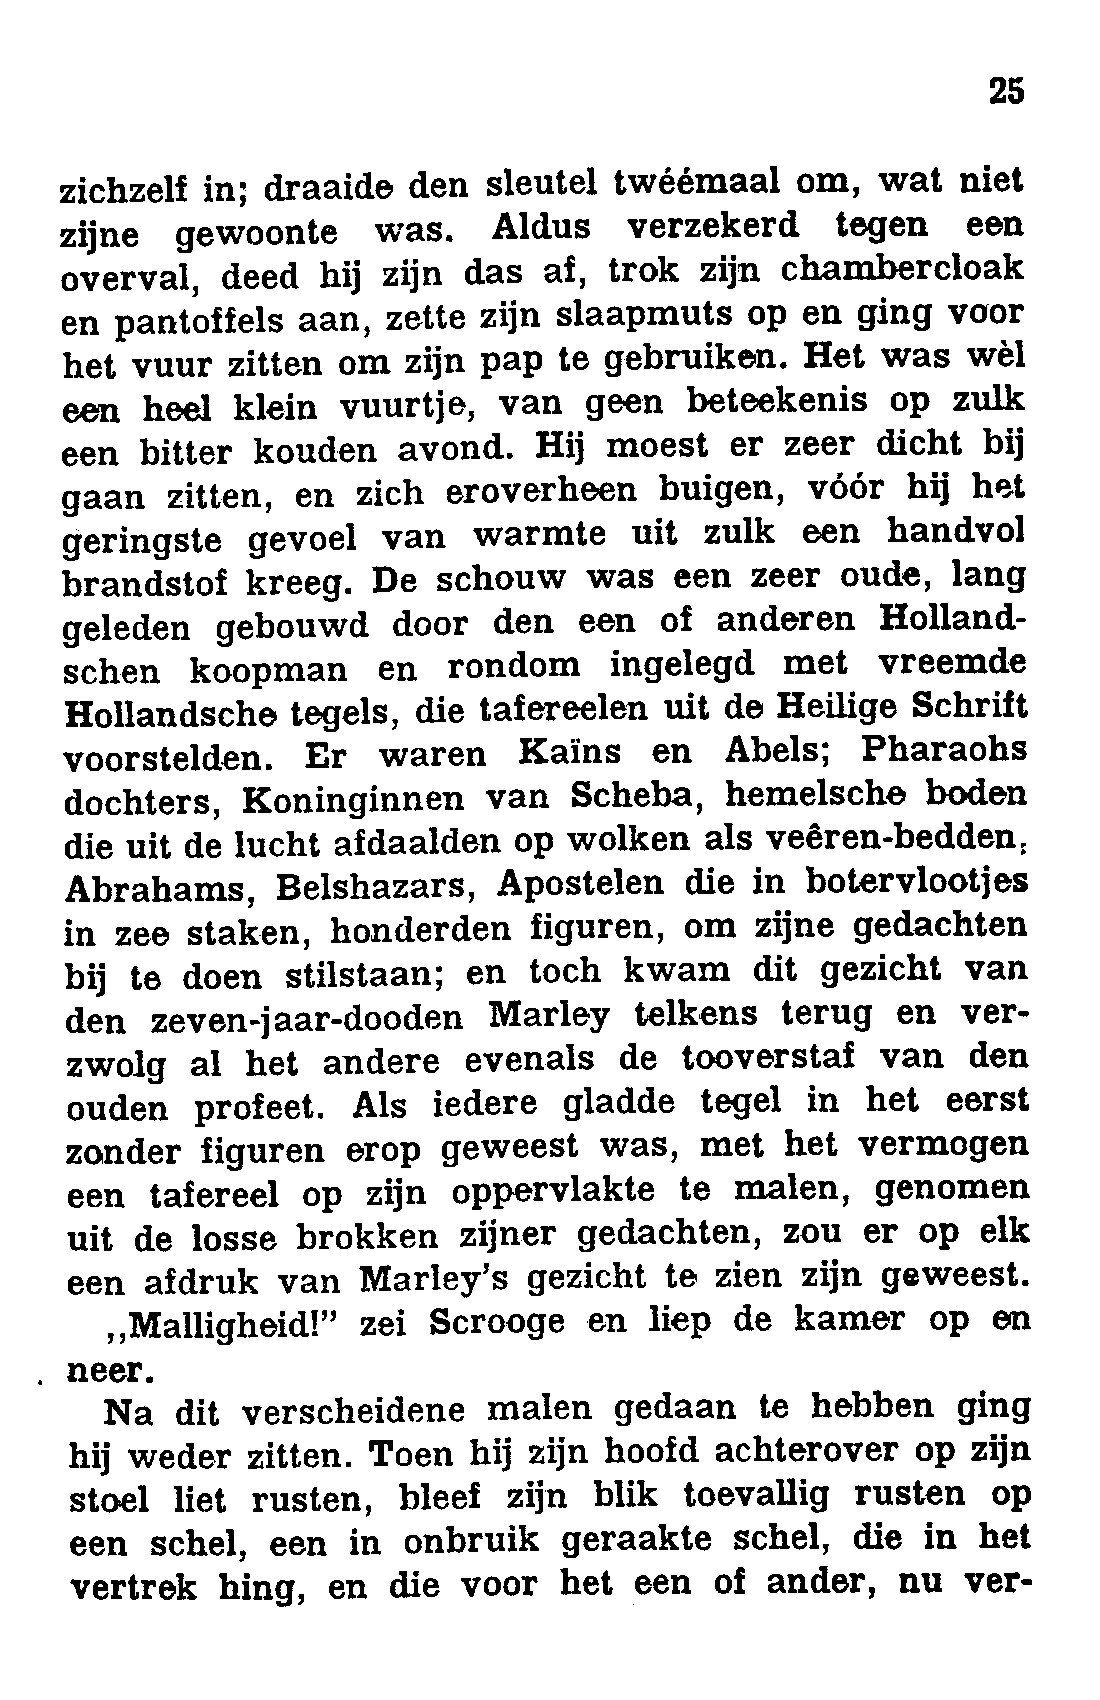 25
zichzelf in; draaide den sleutel twéémaal om, wat niet
zijne gewoonte was. Aldus verzekerd tegen een
overval, deed hij zijn das af, trok zijn chambercloak
en pantoffels aan, zette zijn slaapmuts op en ging voor
het vuur zitten om zijn pap te gebruiken. Het was wèl
een heel klein vuurtje, van geen beteekenis op zulk
een bitter kouden avond. Hij moest er zeer dicht bij
gaan zitten, en zich eroverheen buigen, vóór hij het
geringste gevoel van warmte uit zulk een handvol
brandstof kreeg. De schouw was een zeer oude, lang
geleden gebouwd door den een of anderen Holland-
schen koopman en rondom ingelegd met vreemde
Hollandsche tegels, die tafereelen uit de Heilige Schrift
voorstelden. Er waren Kaïns en Abels; Pharaohs
dochters, Koninginnen van Scheba, hemelsche boden
die uit de lucht afdaalden op wolken als veêren-bedden,
Abrahams, Belshazars, Apostelen die in botervlootjes
in zee staken, honderden figuren, om zijne gedachten
bij te doen stilstaan; en toch kwam dit gezicht van
den zeven-jaar-dooden Marley telkens terug en ver-
zwolg al het andere evenals de tooverstaf van den
ouden profeet. Als iedere gladde tegel in het eerst
zonder figuren erop geweest was, met het vermogen
een tafereel op zijn oppervlakte te malen, genomen
uit de losse brokken zijner gedachten, zou er op elk
een afdruk van Marley's gezicht te zien zijn geweest.
,,Malligheid!” zei Scrooge en liep de kamer op en
neer.
Na dit verscheidene malen gedaan te hebben ging
hij weder zitten. Toen hij zijn hoofd achterover op zijn
stoel liet rusten, bleef zijn blik toevallig rusten op
een schel, een in onbruik geraakte schel, die in het
vertrek hing, en die voor het een of ander, nu ver-